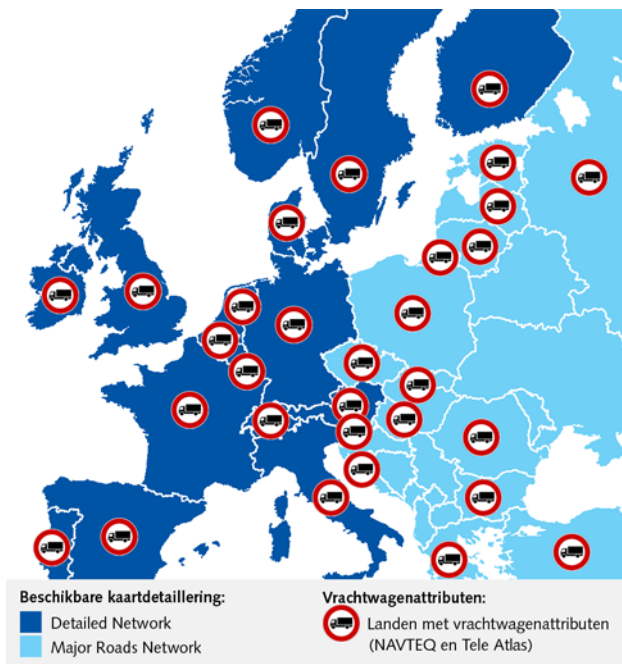 Beschikbare kaartdetaillering:
Detailed Network
Major Roads Network
Vrachtwagenattributen:
Landen met vrachtwagenattributen
(NAVTEQ en Tele Atlas)